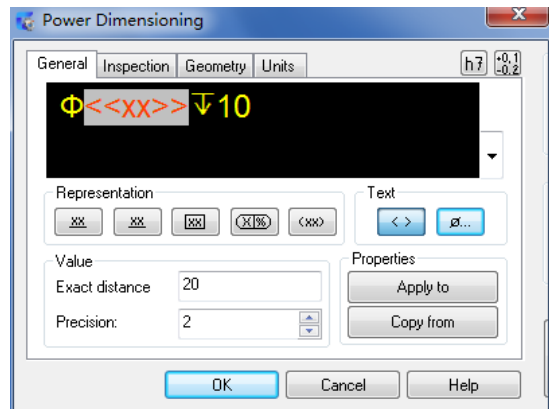 Power Dimensioning
General Inspection Geometry Units h7 +0,1 -0,2
Φ<<xx>>↧10
Representation
xx xx xx (X|%) (xx)
Text
< > ø...
Value
Exact distance 20
Precision: 2
Properties
Apply to
Copy from
OK Cancel Help